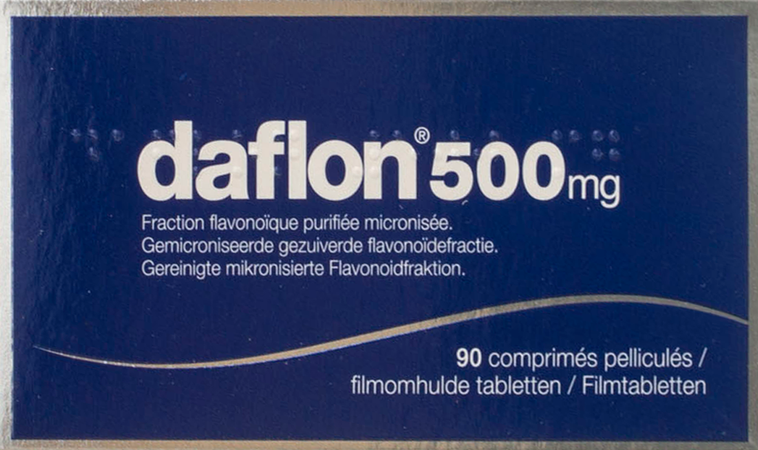 daflon® 500mg
Fraction flavonoïque purifiée micronisée.
Gemicroniseerde gezuiverde flavonoïdefractie.
Gereinigte mikronisierte Flavonoidfraktion.
90 comprimés pelliculés /
filmomhulde tabletten / Filmtabletten